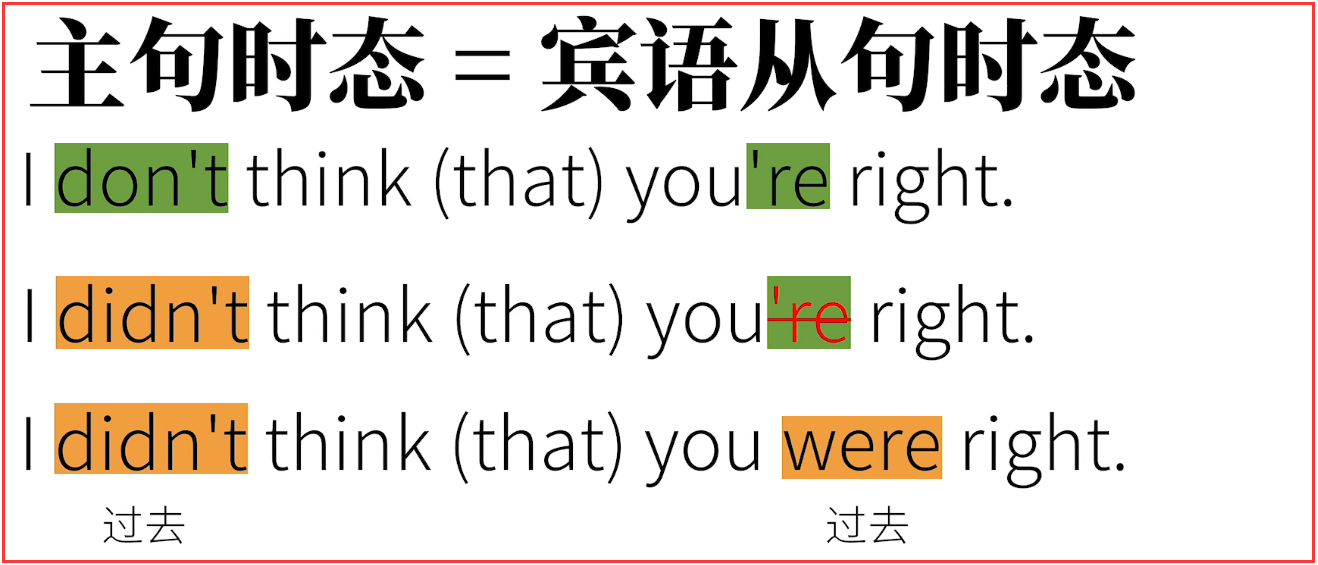 主句时态 = 宾语从句时态
I don't think (that) you're right.
I didn't think (that) you're right.
I didn't think (that) you were right.
过去 过去